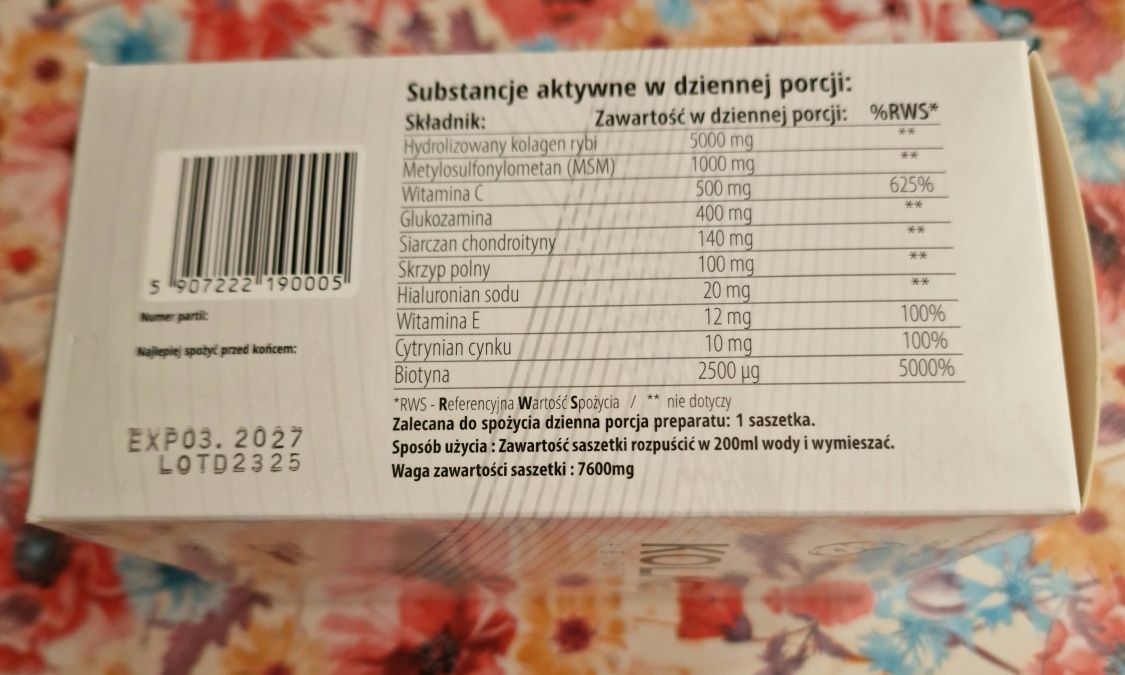 Substancje aktywne w dziennej porcji:
Składnik: Zawartość w dziennej porcji: %RWS*
Hydrolizowany kolagen rybi 5000 mg **
Metylosulfonylometan (MSM) 1000 mg **
Witamina C 500 mg 625%
Glukozamina 400 mg **
Siarczan chondroityny 140 mg **
Skrzyp polny 100 mg **
Hialuronian sodu 20 mg **
Witamina E 12 mg 100%
Cytrynian cynku 10 mg 100%
Biotyna 2500 µg 5000%
*RWS - Referencyjna Wartość Spożycia / ** nie dotyczy
Zalecana do spożycia dzienna porcja preparatu: 1 saszetka.
Sposób użycia : Zawartość saszetki rozpuścić w 200ml wody i wymieszać.
Waga zawartości saszetki : 7600mg
5 907222 190005
Numer partii:
Najlepiej spożyć przed końcem:
EXP03. 2027
LOTD2325